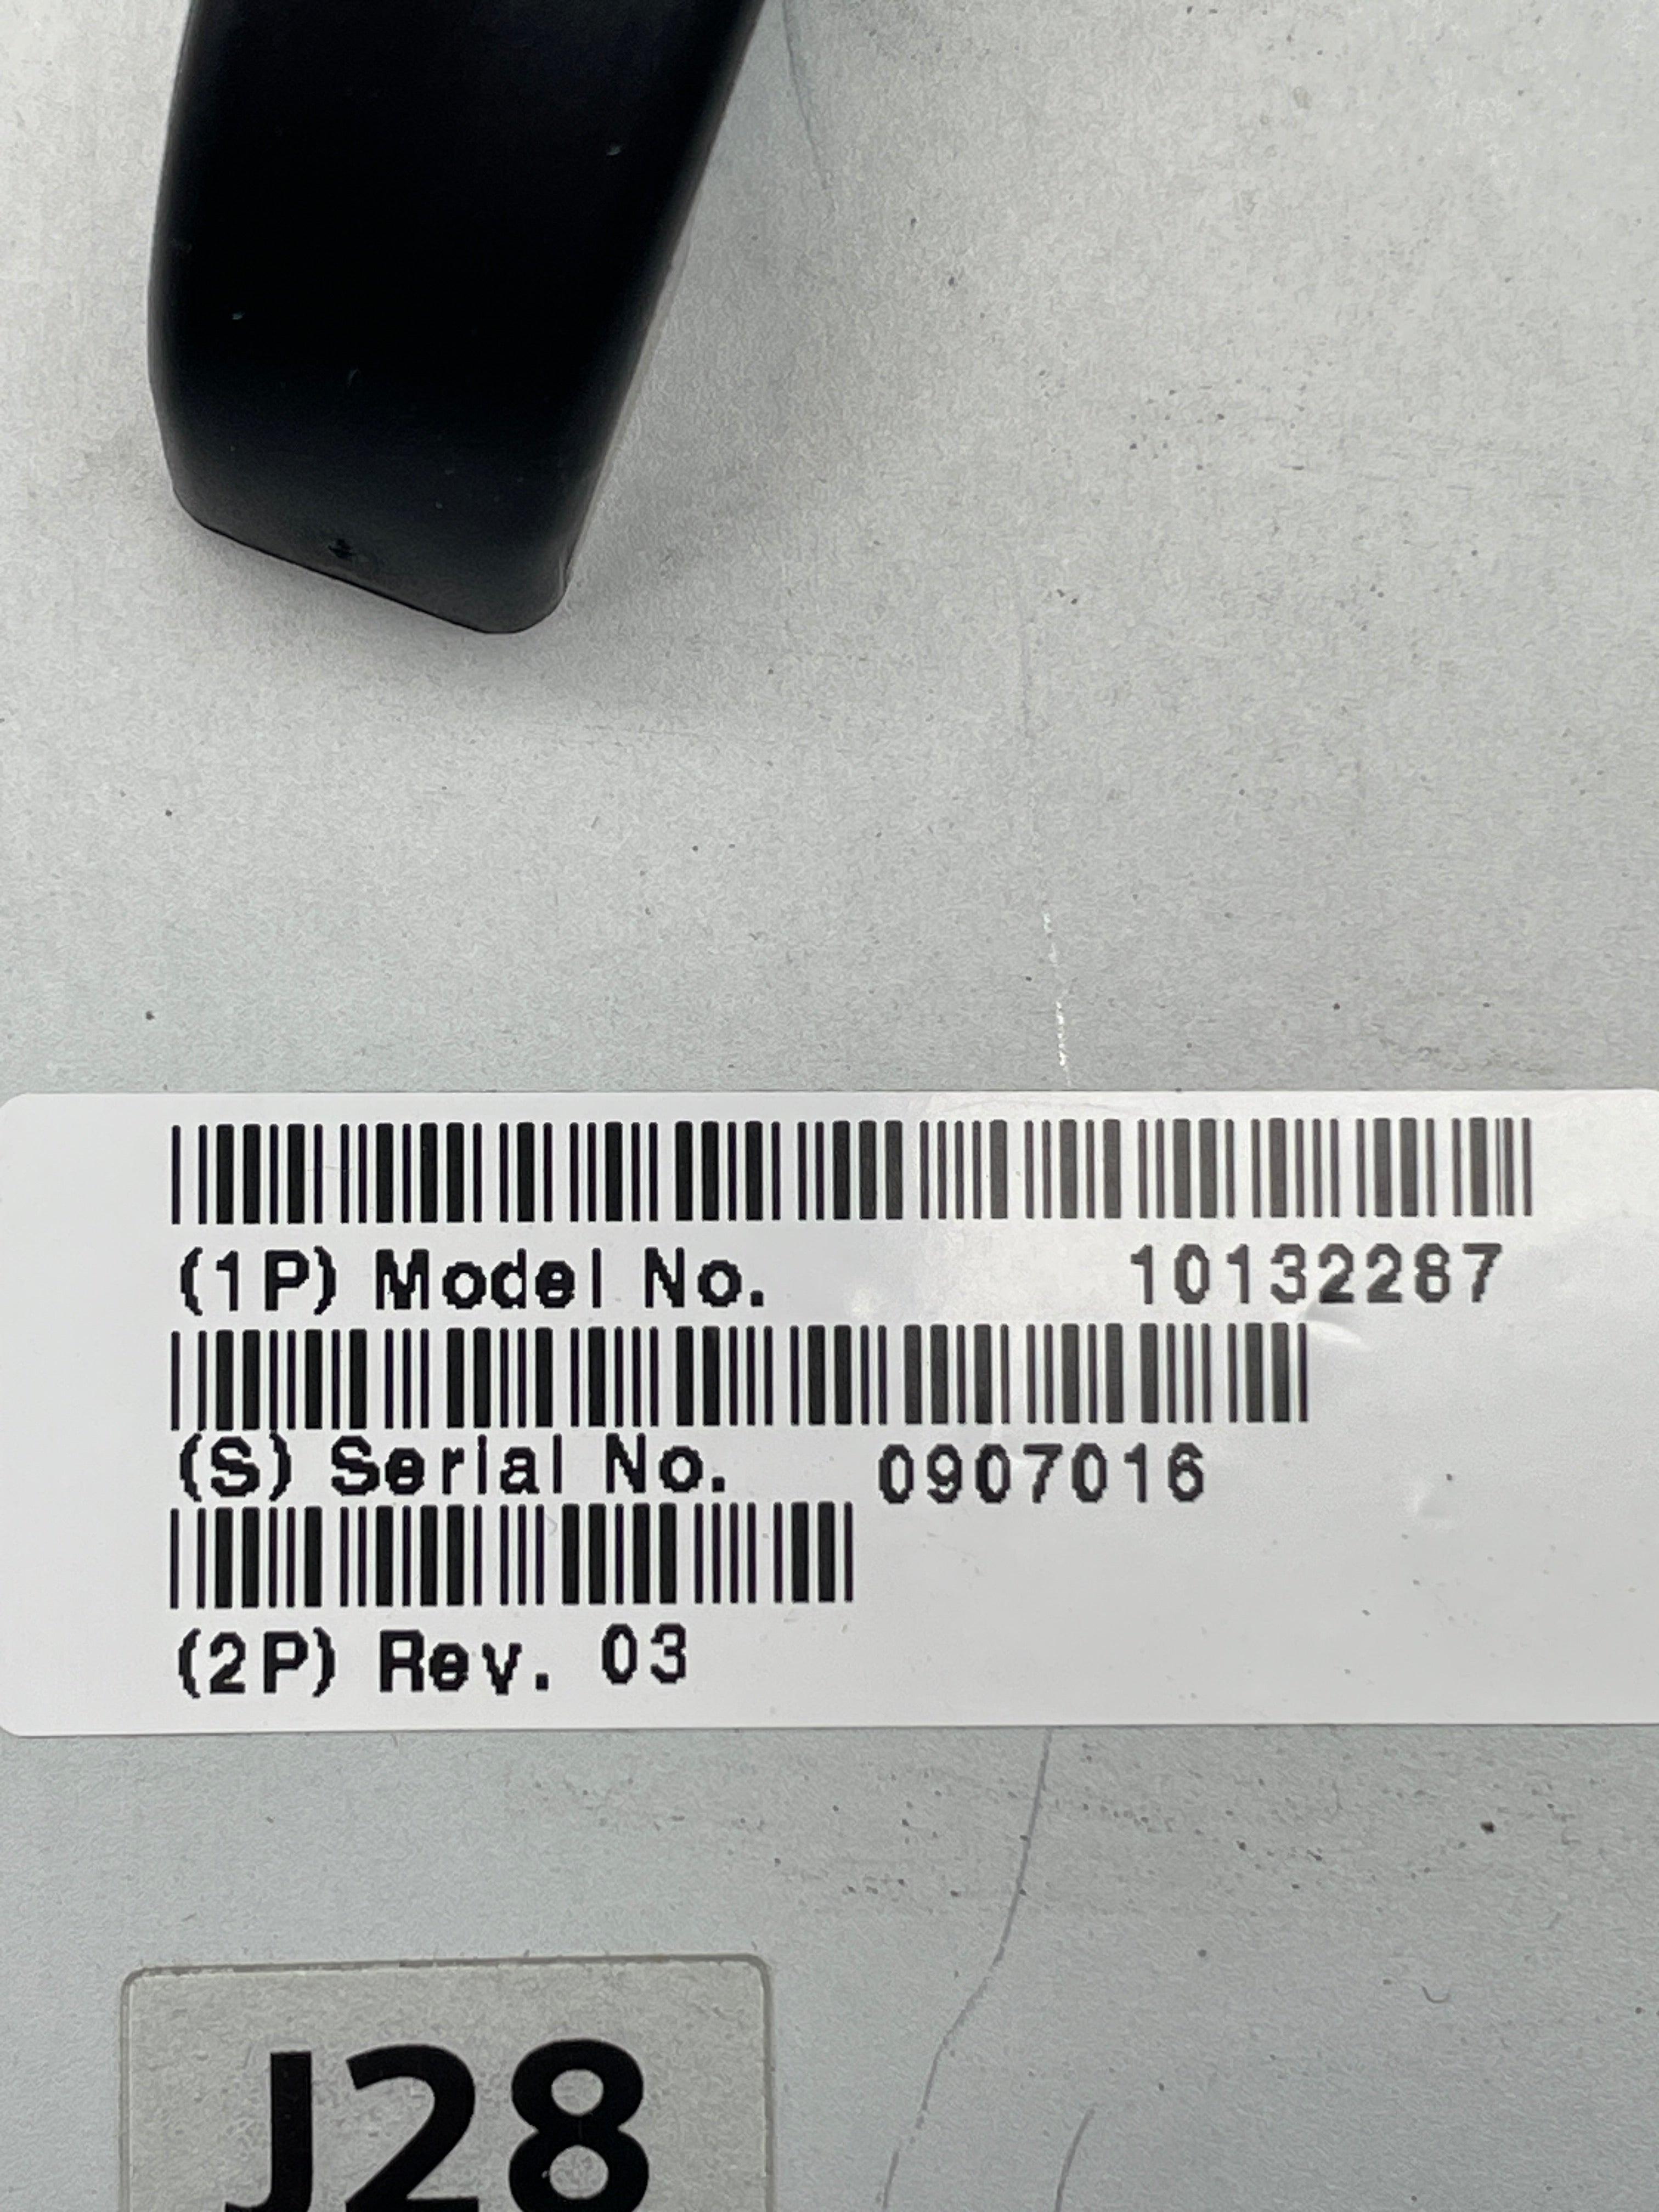 (1P) Model No. 10132287
(S) Serial No. 0907016
(2P) Rev. 03
J28